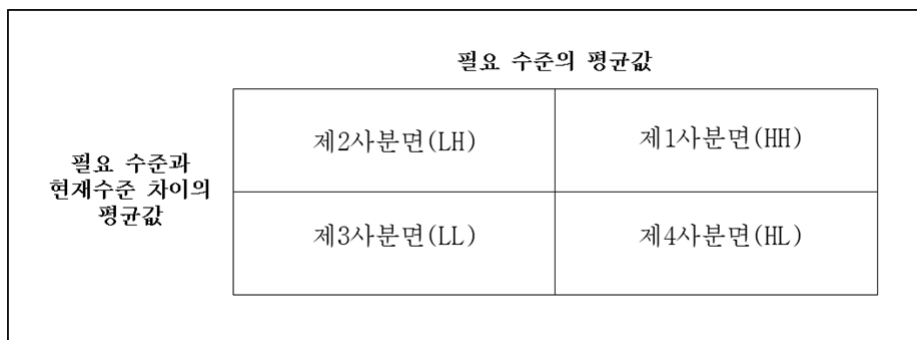 필요 수준의 평균값
제2사분면(LH)
제1사분면(HH)
필요 수준과
현재수준 차이의
평균값
제3사분면(LL)
제4사분면(HL)